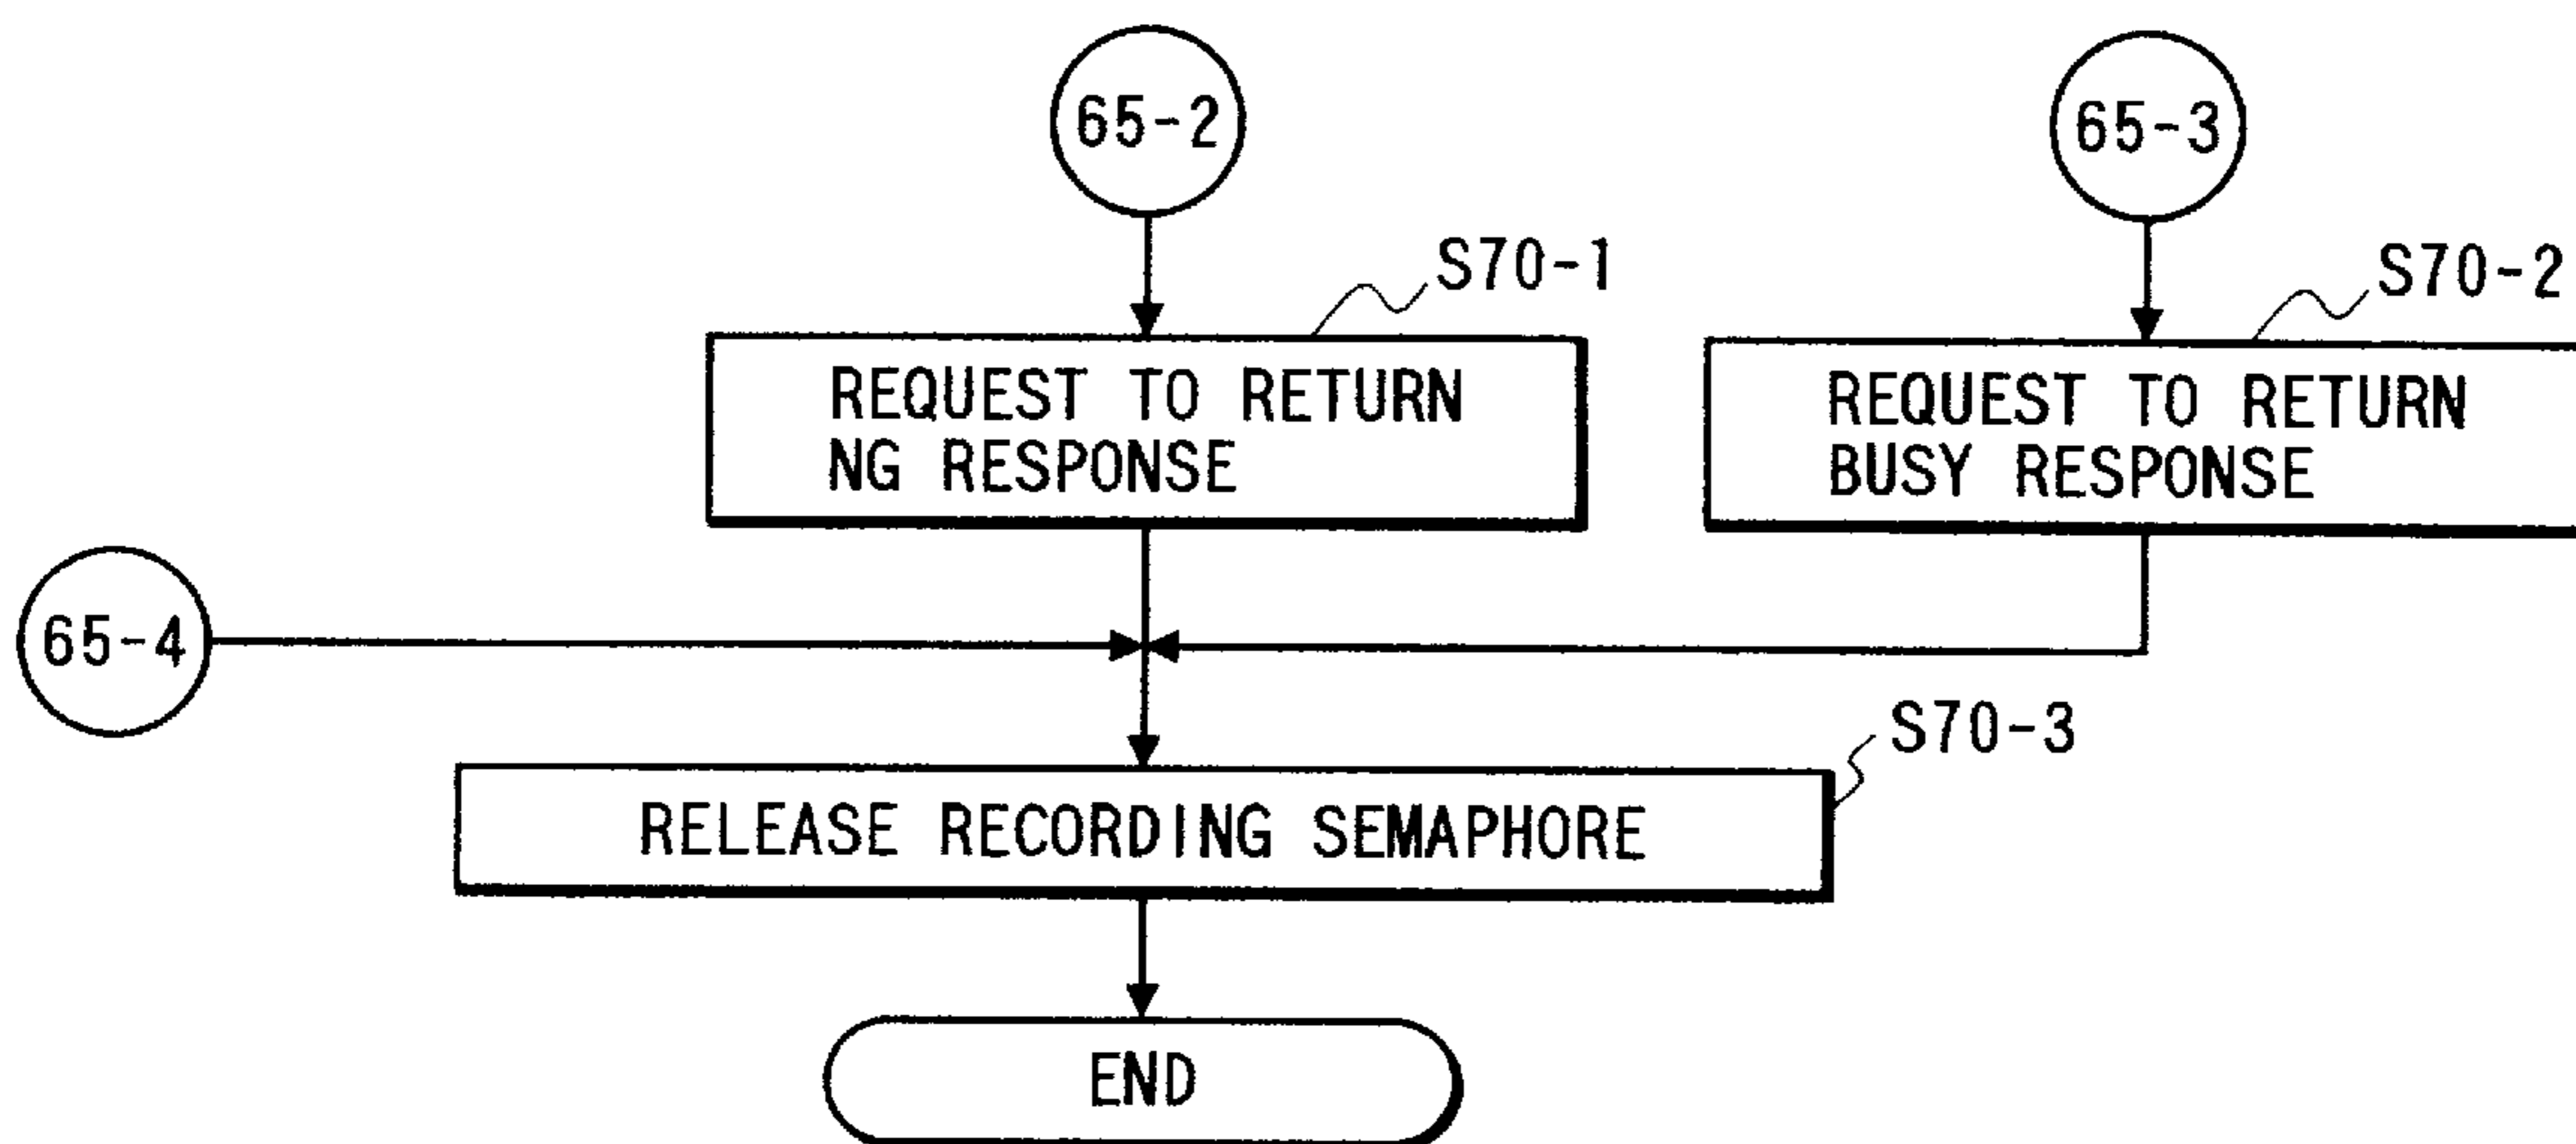 65-2
65-3
S70-1
S70-2
REQUEST TO RETURN
NG RESPONSE
REQUEST TO RETURN
BUSY RESPONSE
65-4
S70-3
RELEASE RECORDING SEMAPHORE
END